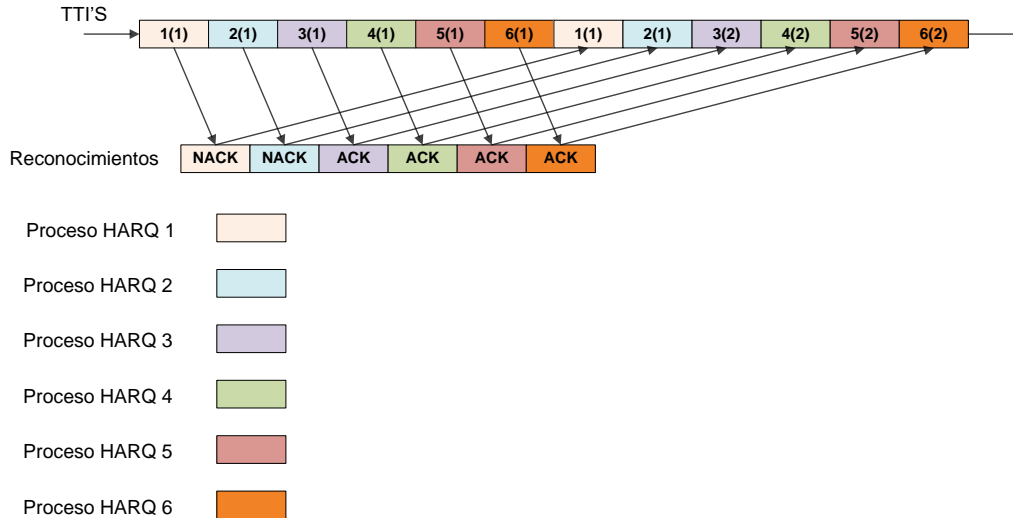 TTI'S
1(1) 2(1) 3(1) 4(1) 5(1) 6(1) 1(1) 2(1) 3(2) 4(2) 5(2) 6(2)
Reconocimientos NACK NACK ACK ACK ACK ACK
Proceso HARQ 1
Proceso HARQ 2
Proceso HARQ 3
Proceso HARQ 4
Proceso HARQ 5
Proceso HARQ 6